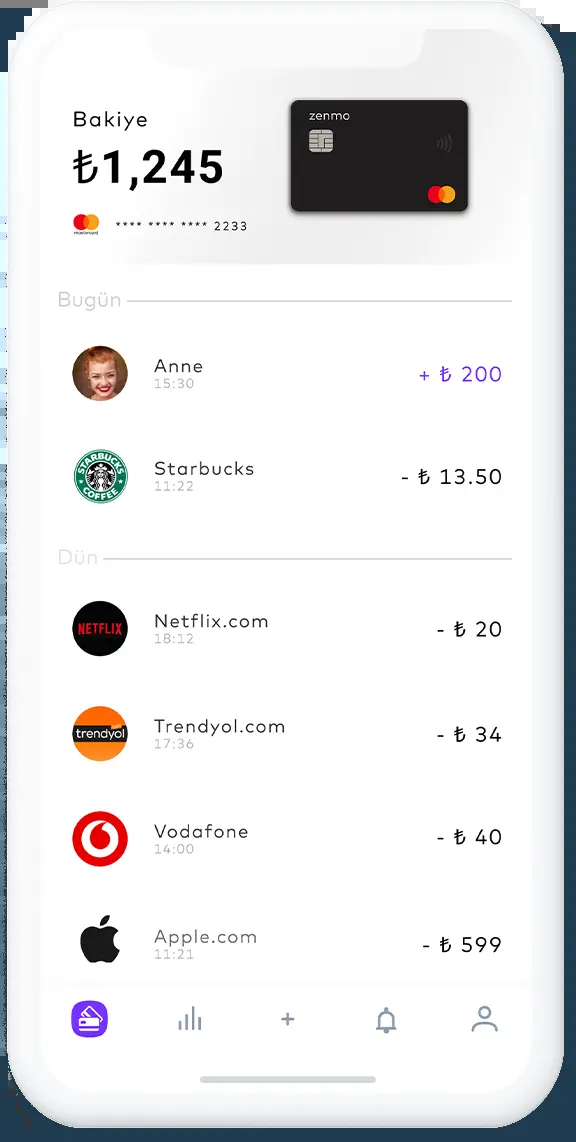 Bakiye
₺1,245
mastercard
**** **** **** 2233
zenmo
Bugün
Anne
15:30
+ ₺ 200
STARBUCKS
COFFEE
Starbucks
11:22
- ₺ 13.50
Dün
NETFLIX
Netflix.com
18:12
- ₺ 20
trendyol
Trendyol.com
17:36
- ₺ 34
Vodafone
14:00
- ₺ 40
Apple.com
11:21
- ₺ 599